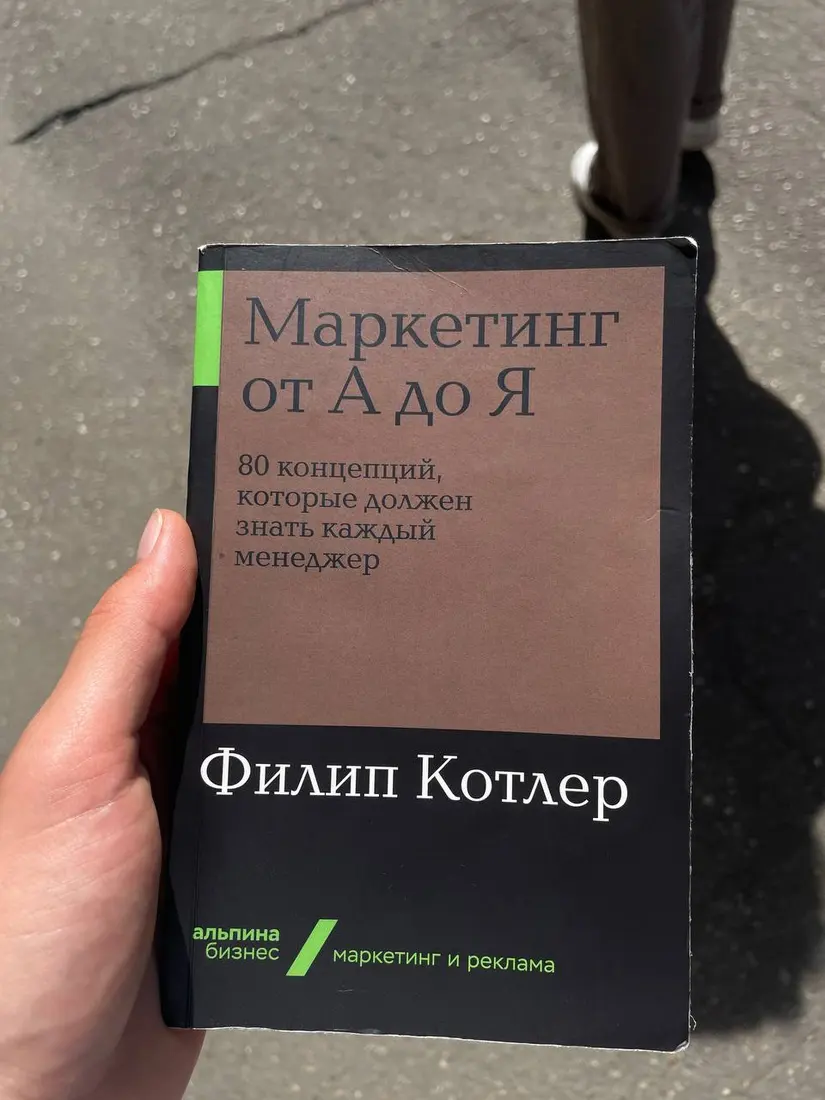 Маркетинг
от А до Я
80 концепций,
которые должен
знать каждый
менеджер
Филип Котлер
альпина
бизнес
маркетинг и реклама